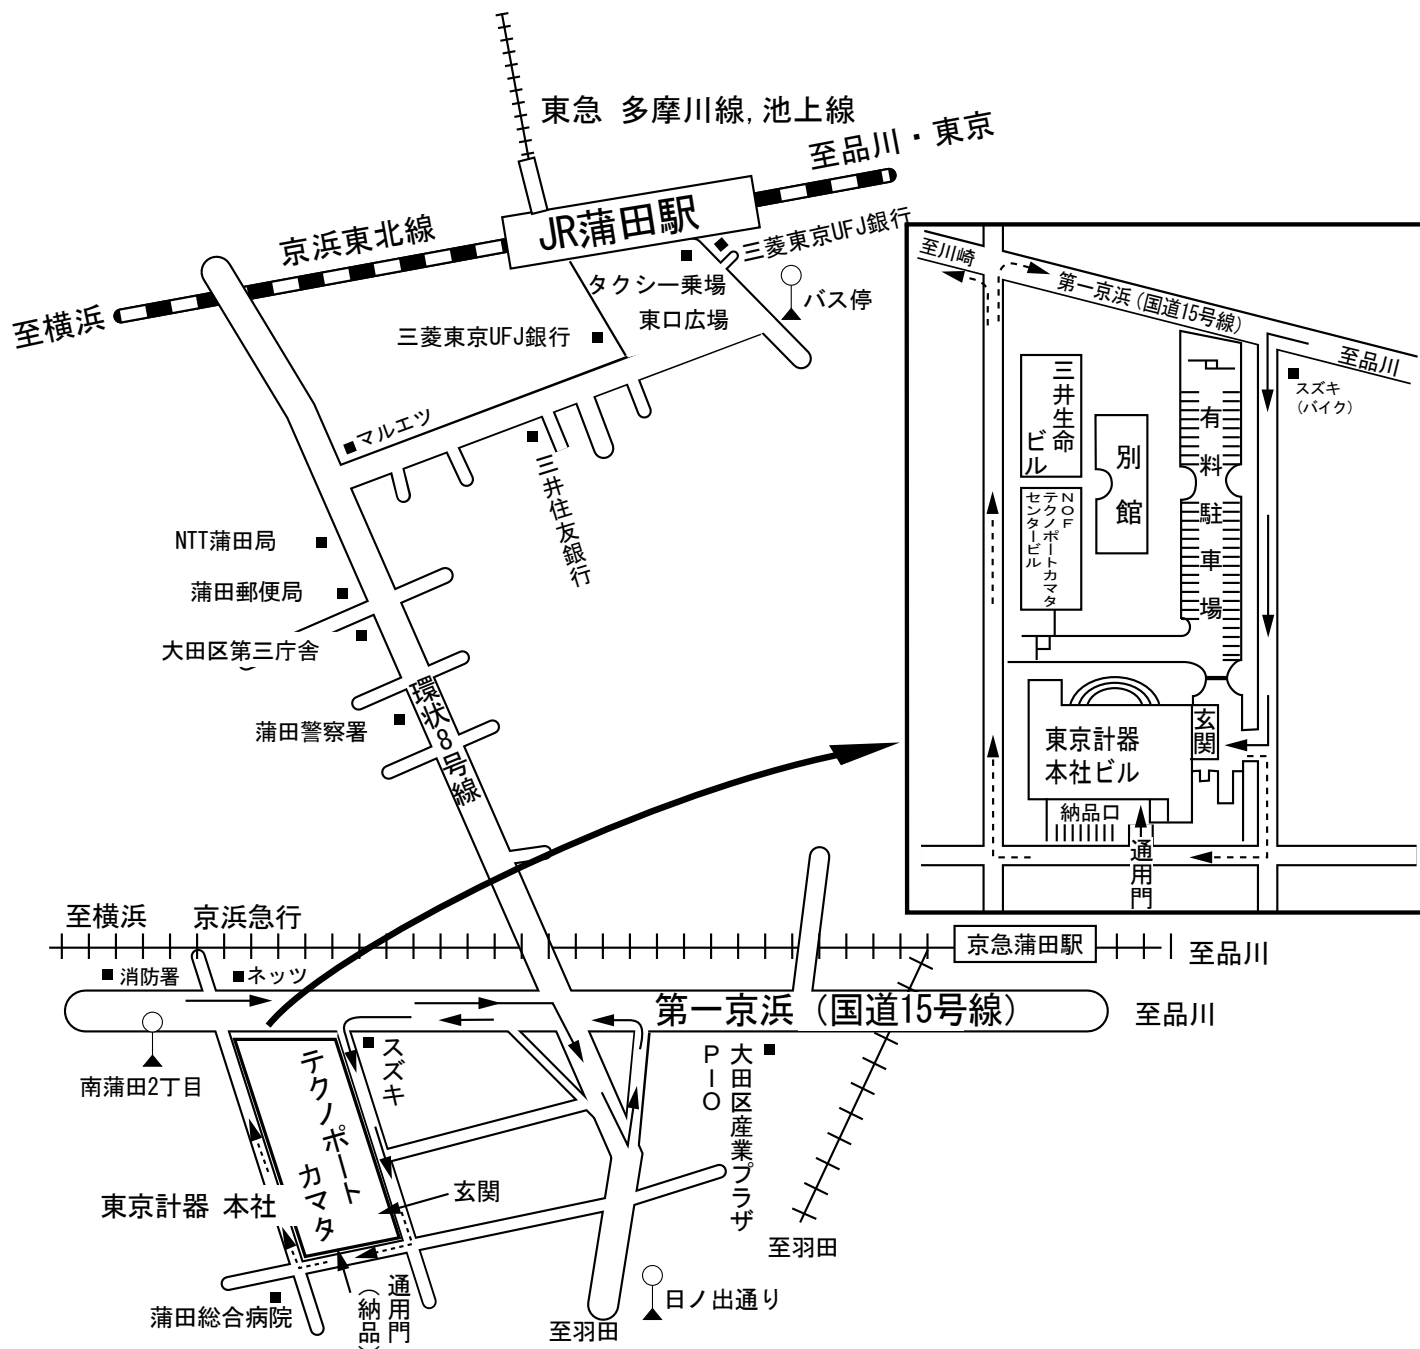 東急 多摩川線,池上線
至品川・東京
京浜東北線
JR蒲田駅
至横浜
三菱東京UFJ銀行
タクシー乗場
東口広場
バス停
三菱東京UFJ銀行
マルエツ
三井住友銀行
NTT蒲田局
蒲田郵便局
大田区第三庁舎
蒲田警察署
環状8号線
至川崎
第一京浜(国道15号線)
至品川
スズキ
(バイク)
三井生命
ビル
別館
有料駐車場
NOF
テクノポートカマタ
センタービル
東京計器
本社ビル
玄関
納品口
通用門
至横浜
京浜急行
京急蒲田駅
至品川
消防署
ネッツ
第一京浜(国道15号線)
至品川
南蒲田2丁目
テクノポート
カマタ
スズキ
大田区産業プラザ
PIO
東京計器 本社
玄関
至羽田
通用門
(納品)
蒲田総合病院
至羽田
日ノ出通り